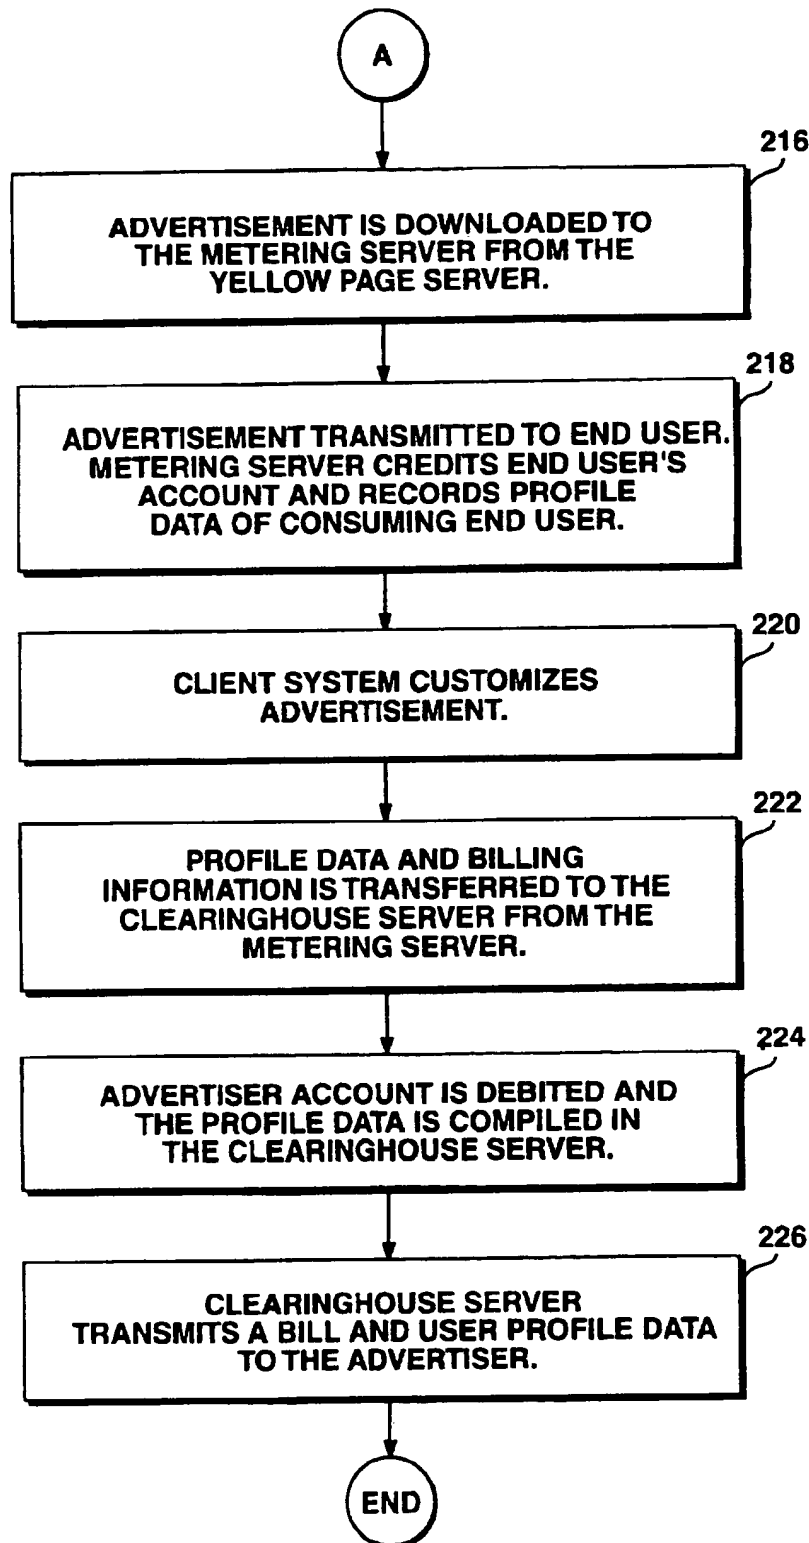 A
216
ADVERTISEMENT IS DOWNLOADED TO
THE METERING SERVER FROM THE
YELLOW PAGE SERVER.
218
ADVERTISEMENT TRANSMITTED TO END USER.
METERING SERVER CREDITS END USER'S
ACCOUNT AND RECORDS PROFILE
DATA OF CONSUMING END USER.
220
CLIENT SYSTEM CUSTOMIZES
ADVERTISEMENT.
222
PROFILE DATA AND BILLING
INFORMATION IS TRANSFERRED TO THE
CLEARINGHOUSE SERVER FROM THE
METERING SERVER.
224
ADVERTISER ACCOUNT IS DEBITED AND
THE PROFILE DATA IS COMPILED IN
THE CLEARINGHOUSE SERVER.
226
CLEARINGHOUSE SERVER
TRANSMITS A BILL AND USER PROFILE DATA
TO THE ADVERTISER.
END